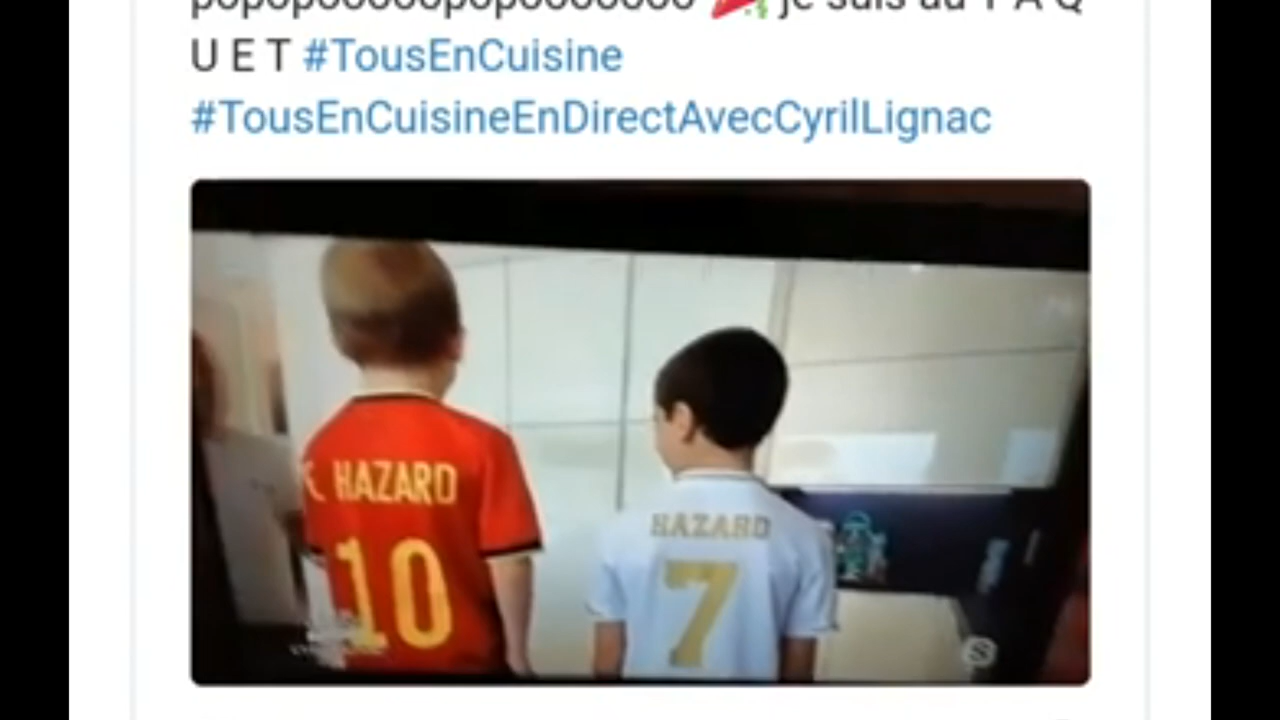 je suis au T A Q
U E T #TousEnCuisine
#TousEnCuisineEnDirectAvecCyrilLignac
E. HAZARD
10
HAZARD
7